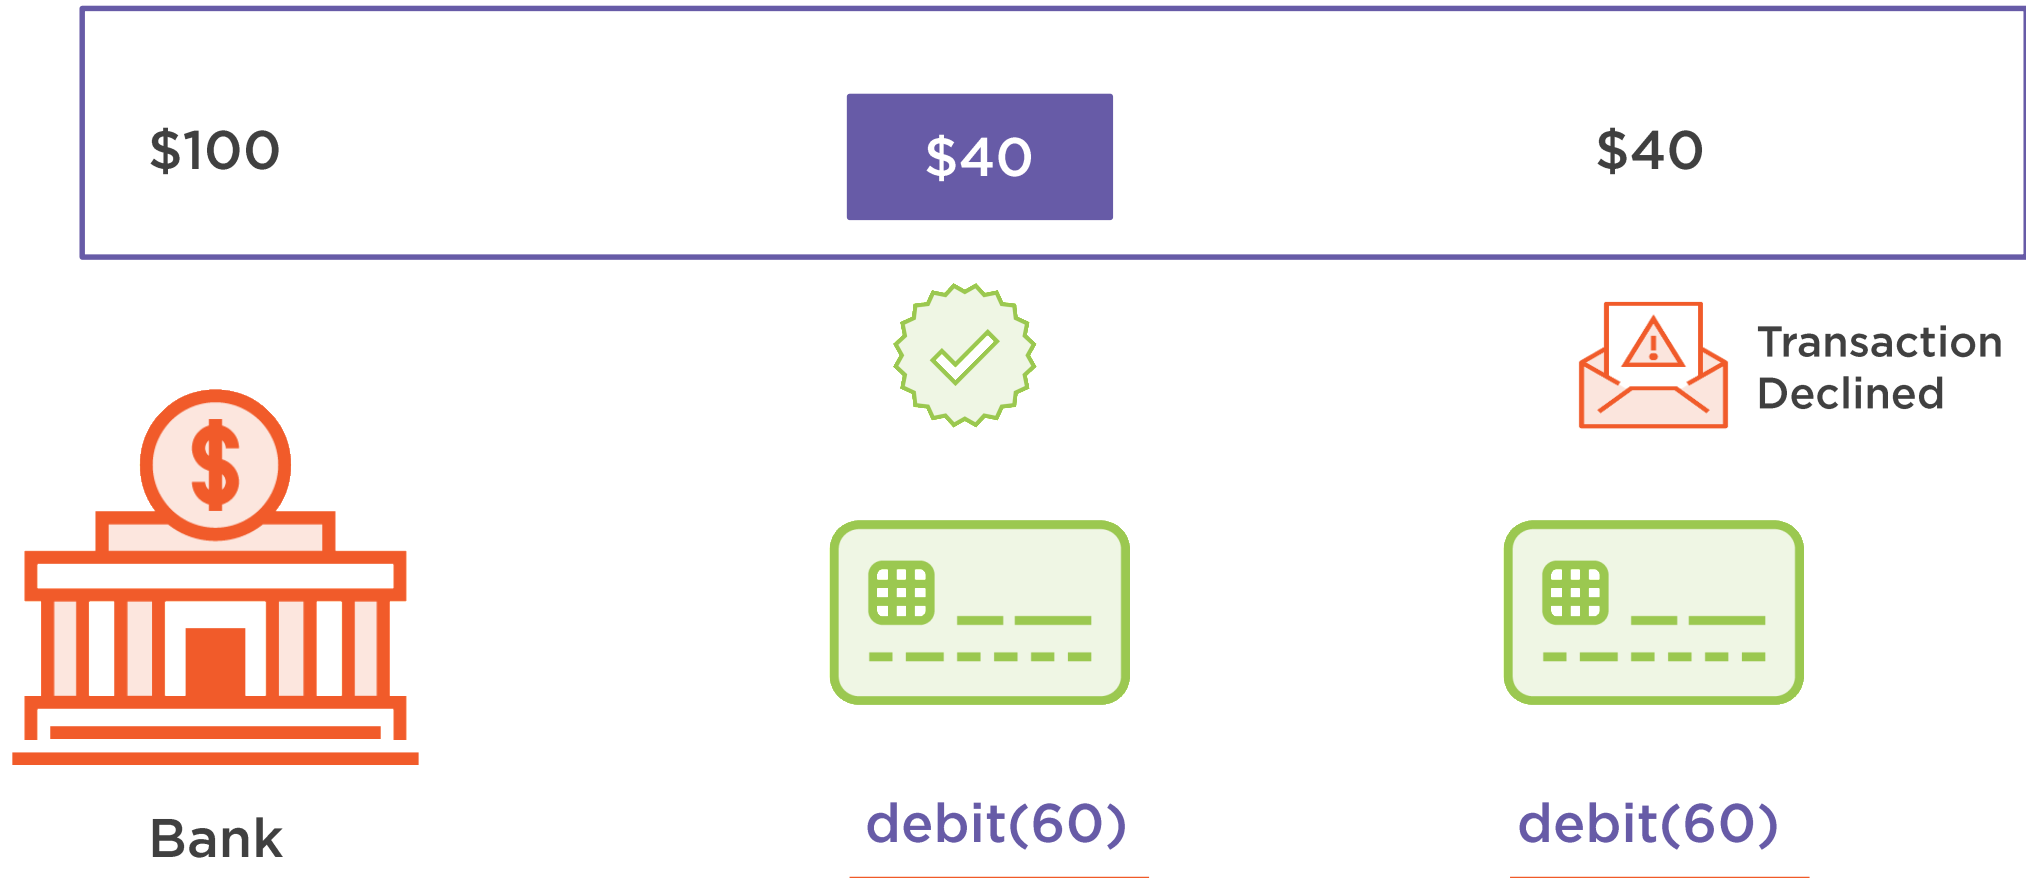 $100
$40
$40
Transaction
Declined
$
Bank
debit(60)
debit(60)